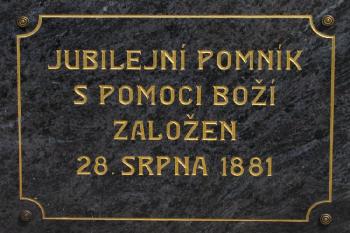 JUBILEJNÍ POMNÍK
S POMOCI BOŽÍ
ZALOŽEN
28. SRPNA 1881